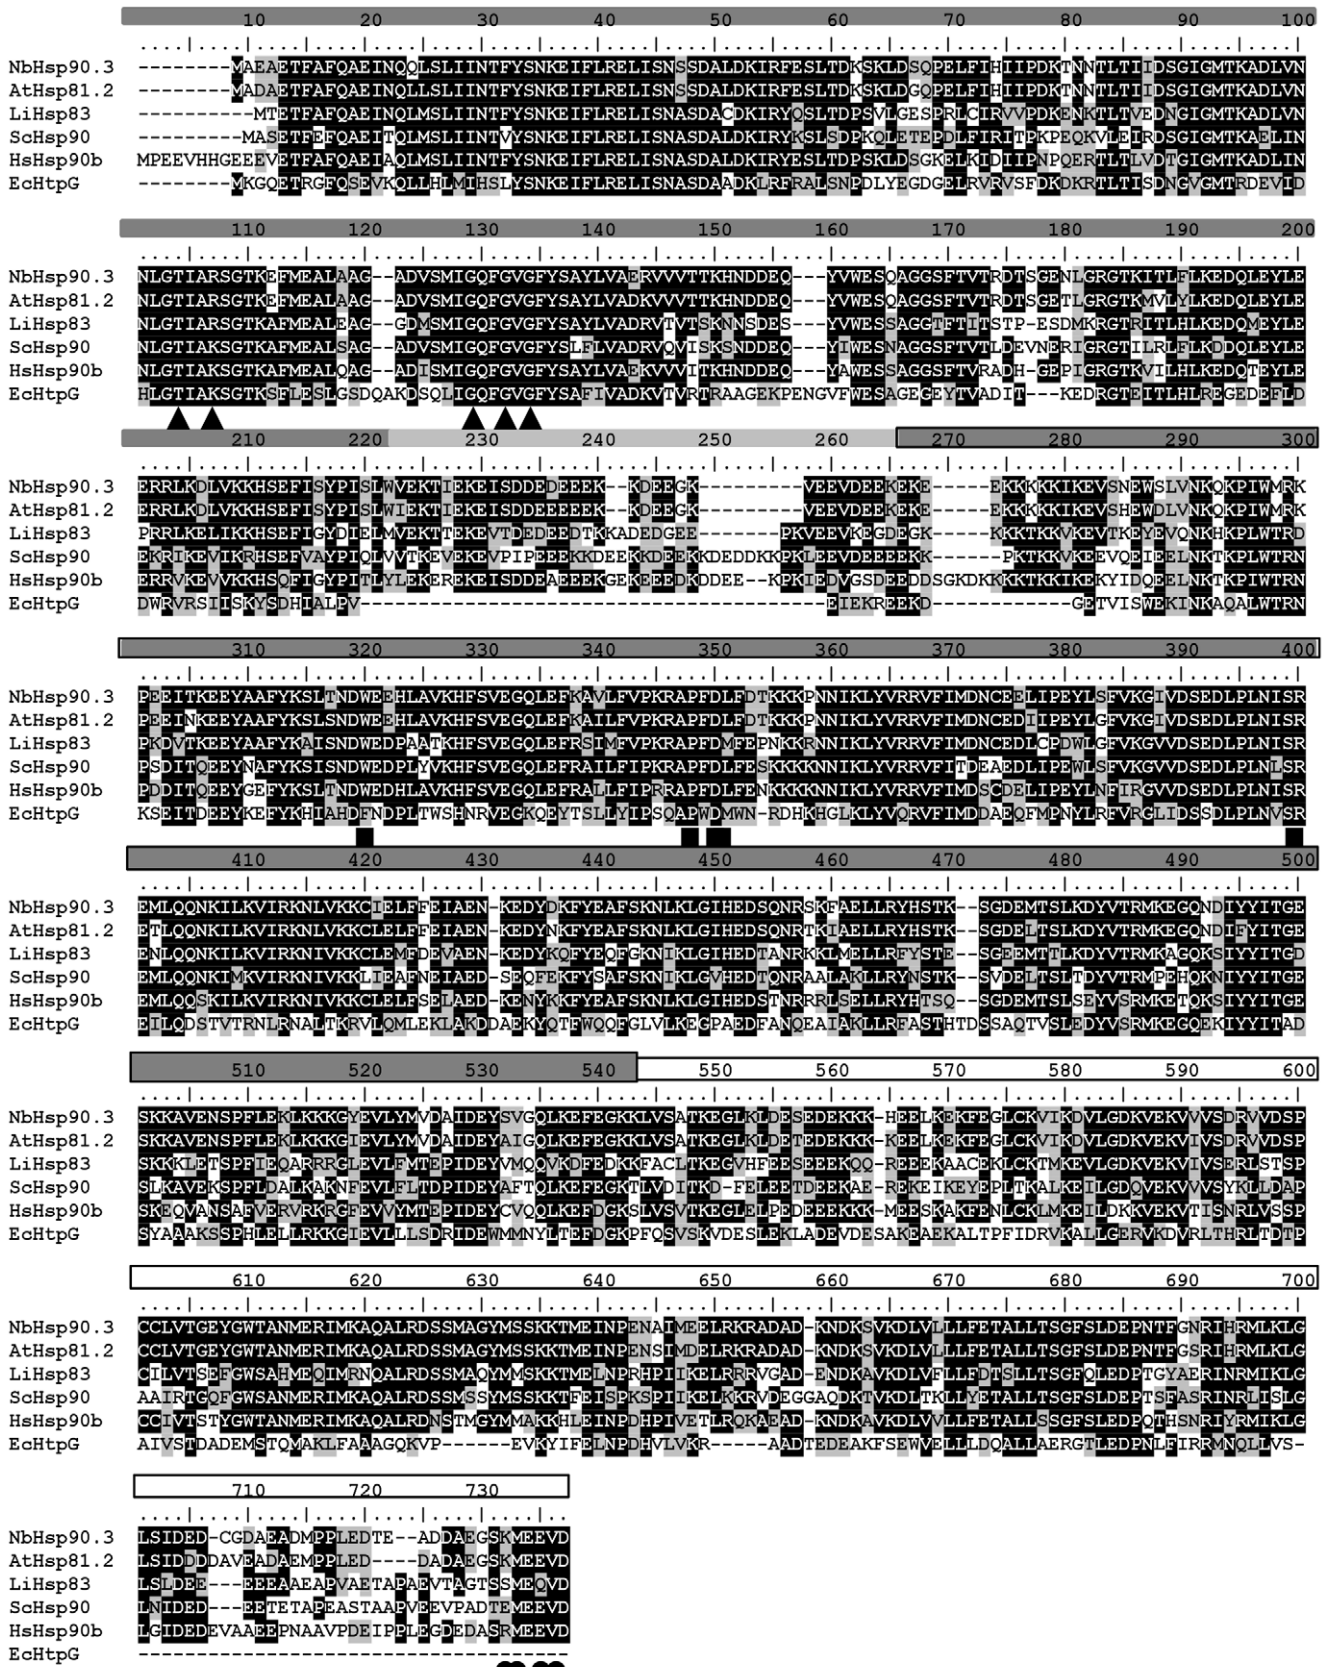 10 20 30 40 50 60 70 80 90 100
NbHsp90.3 --------MAEAETFAFQAEINQQLSLIINTFYSNKEIFLRELISNSSDALDKIRFESLTDKSKLDSQPELFIHIIPDKTNNTLTIIDSGIGMTKADLVN
AtHsp81.2 --------MADAETFAFQAEINQLLSLIINTFYSNKEIFLRELISNSSDALDKIRFESLTDKSKLDGQPELFIHIIPDKTNNTLTIIDSGIGMTKADLVN
LiHsp83 ----------MTETFAFQAEINQLMSLIINTFYSNKEIFLRELISNASDACDKIRYQSLTDPSVLGESPRLCIRVVPDKENKTLTVEDNGIGMTKADLVN
ScHsp90 --------MASETFEFQAEITQLMSLIINTVYSNKEIFLRELISNASDALDKIRYKSLSDPKQLETEPDLFIRITPKPEQKVLEIRDSGIGMTKAELIN
HsHsp90b MPEEVHHGEEEVETFAFQAEIAQLMSLIINTFYSNKEIFLRELISNASDALDKIRYESLTDPSKLDSGKELKIDIIPNPQERTLTLVDTGIGMTKADLIN
EcHtpG --------MKGQETRGFQSEVKQLLHLMIHSLYSNKEIFLRELISNASDAADKLRFRALSNPDLYEGDGELRVRVSFDKDKRTLTISDNGVGMTRDEVID
110 120 130 140 150 160 170 180 190 200
NbHsp90.3 NLGTIARSGTKEFMEALAAG--ADVSMIGQFGVGFYSAYLVAERVVVTTKHNDDEQ---YVWESQAGGSFTVTRDTSGENLGRGTKITLFLKEDQLEYLE
AtHsp81.2 NLGTIARSGTKEFMEALAAG--ADVSMIGQFGVGFYSAYLVADKVVVTTKHNDDEQ---YVWESQAGGSFTVTRDTSGETLGRGTKMVLYLKEDQLEYLE
LiHsp83 NLGTIARSGTKAFMEALEAG--GDMSMIGQFGVGFYSAYLVADRVTVTSKNNSDES---YVWESSAGGTFTITSTP-ESDMKRGTRITLHLKEDQMEYLE
ScHsp90 NLGTIAKSGTKAFMEALSAG--ADVSMIGQFGVGFYSLFLVADRVQVISKSNDDEQ---YIWESNAGGSFTVTLDEVNERIGRGTILRLFLKDDQLEYLE
HsHsp90b NLGTIAKSGTKAFMEALQAG--ADISMIGQFGVGFYSAYLVAEKVVVITKHNDDEQ---YAWESSAGGSFTVRADH-GEPIGRGTKVILHLKEDQTEYLE
EcHtpG HLGTIAKSGTKSFLESLGSDQAKDSQLIGQFGVGFYSAFIVADKVTVRTRAAGEKPENGVFWESAGEGEYTVADIT---KEDRGTEITLHLREGEDEFLD
210 220 230 240 250 260 270 280 290 300
NbHsp90.3 ERRLKDLVKKHSEFISYPISLWVEKTIEKEISDDEDEEEK--KDEEGK---------VEEVDEEKEKE-----EKKKKKIKEVSNEWSLVNKQKPIWMRK
AtHsp81.2 ERRLKDLVKKHSEFISYPISLWIEKTIEKEISDDEEEEEK--KDEEGK---------VEEVDEEKEKE-----EKKKKKIKEVSHEWDLVNKQKPIWMRK
LiHsp83 PRRLKELIKKHSEFIGYDIELMVEKTTEKEVTDEDEDEDTKKADEDGEE-------PKVEEVKEGDEGK-----KKTKKVKEVTKEYEVQNKHKPLWTRD
ScHsp90 EKRIKEVIKRHSEFVAYPIQLVVTKEVEKEVPIPEEEKKDEEKKDEEKKDEDDKKPKLEEVDEEEEKK------PKTKKVKEEVQEIEELNKTKPLWTRN
HsHsp90b ERRVKEVVKKHSQFIGYPITLYLEKEREKEISDDEAEEEKGEKEEEDKDDEE--KPKIEDVGSDEEDDSGKDKKKKTKKIKEKYIDQEELNKTKPIWTRN
EcHtpG DWRVRSIISKYSDHIALPV----------------------------------------EIEKREEKD------------GETVISWEKINKAQALWTRN
310 320 330 340 350 360 370 380 390 400
NbHsp90.3 PEEITKEEYAAFYKSLTNDWEEHLAVKHFSVEGQLEFKAVLFVPKRAPFDLFDTKKKPNNIKLYVRRVFIMDNCEELIPEYLSFVKGIVDSEDLPLNISR
AtHsp81.2 PEEINKEEYAAFYKSLSNDWEEHLAVKHFSVEGQLEFKAILFVPKRAPFDLFDTKKKPNNIKLYVRRVFIMDNCEDIIPEYLGFVKGIVDSEDLPLNISR
LiHsp83 PKDVTKEEYAAFYKAISNDWEDPAATKHFSVEGQLEFRSIMFVPKRAPFDMFEPNKKRNNIKLYVRRVFIMDNCEDLCPDWLGFVKGVVDSEDLPLNISR
ScHsp90 PSDITQEEYNAFYKSISNDWEDPLYVKHFSVEGQLEFRAILFIPKRAPFDLFESKKKKNNIKLYVRRVFITDEAEDLIPEWLSFVKGVVDSEDLPLNLSR
HsHsp90b PDDITQEEYGEFYKSLTNDWEDHLAVKHFSVEGQLEFRALLFIPRRAPFDLFENKKKKNNIKLYVRRVFIMDSCDELIPEYLNFIRGVVDSEDLPLNISR
EcHtpG KSEITDEEYKEFYKHIAHDFNDPLTWSHNRVEGKQEYTSLLYIPSQAPWDMWN-RDHKHGLKLYVQRVFIMDDAEQFMPNYLRFVRGLIDSSDLPLNVSR
410 420 430 440 450 460 470 480 490 500
NbHsp90.3 EMLQQNKILKVIRKNLVKKCIELFFEIAEN-KEDYDKFYEAFSKNLKLGIHEDSQNRSKFAELLRYHSTK--SGDEMTSLKDYVTRMKEGQNDIYYITGE
AtHsp81.2 ETLQQNKILKVIRKNLVKKCLELFFEIAEN-KEDYNKFYEAFSKNLKLGIHEDSQNRTKIAELLRYHSTK--SGDELTSLKDYVTRMKEGQNDIFYITGE
LiHsp83 ENLQQNKILKVIRKNIVKKCLEMFDEVAEN-KEDYKQFYEQFGKNIKLGIHEDTANRKKLMELLRFYSTE--SGEEMTTLKDYVTRMKAGQKSIYYITGD
ScHsp90 EMLQQNKIMKVIRKNIVKKLIEAFNEIAED-SEQFEKFYSAFSKNIKLGVHEDTQNRAALAKLLRYNSTK--SVDELTSLTDYVTRMPEHQKNIYYITGE
HsHsp90b EMLQQSKILKVIRKNIVKKCLELFSELAED-KENYKKFYEAFSKNLKLGIHEDSTNRRRLSELLRYHTSQ--SGDEMTSLSEYVSRMKETQKSIYYITGE
EcHtpG EILQDSTVTRNLRNALTKRVLQMLEKLAKDDAEKYQTFWQQFGLVLKEGPAEDFANQEAIAKLLRFASTHTDSSAQTVSLEDYVSRMKEGQEKIYYITAD
510 520 530 540 550 560 570 580 590 600
NbHsp90.3 SKKAVENSPFLEKLKKKGYEVLYMVDAIDEYSVGQLKEFEGKKLVSATKEGLKLDESEDEKKK-HEELKEKFEGLCKVIKDVLGDKVEKVVVSDRVVDSP
AtHsp81.2 SKKAVENSPFLEKLKKKGIEVLYMVDAIDEYAIGQLKEFEGKKLVSATKEGLKLDETEDEKKK-KEELKEKFEGLCKVIKDVLGDKVEKVIVSDRVVDSP
LiHsp83 SKKKLETSPFIEQARRRGLEVLFMTEPIDEYVMQQVKDFEDKKFACLTKEGVHFEESEEEKQQ-REEEKAACEKLCKTMKEVLGDKVEKVIVSERLSTSP
ScHsp90 SLKAVEKSPFLDALKAKNFEVLFLTDPIDEYAFTQLKEFEGKTLVDITKD-FELEETDEEKAE-REKEIKEYEPLTKALKEILGDQVEKVVVSYKLLDAP
HsHsp90b SKEQVANSAFVERVRKRGFEVVYMTEPIDEYCVQQLKEFDGKSLVSVTKEGLELPEDEEEKKK-MEESKAKFENLCKLMKEILDKKVEKVTISNRLVSSP
EcHtpG SYAAAKSSPHLELLRKKGIEVLLLSDRIDEWMMNYLTEFDGKPFQSVSKVDESLEKLADEVDESAKEAEKALTPFIDRVKALLGERVKDVRLTHRLTDTP
610 620 630 640 650 660 670 680 690 700
NbHsp90.3 CCLVTGEYGWTANMERIMKAQALRDSSMAGYMSSKKTMEINPENAIMEELRKRADAD-KNDKSVKDLVLLLFETALLTSGFSLDEPNTFGNRIHRMLKLG
AtHsp81.2 CCLVTGEYGWTANMERIMKAQALRDSSMAGYMSSKKTMEINPENSIMDELRKRADAD-KNDKSVKDLVLLLFETALLTSGFSLDEPNTFGSRIHRMLKLG
LiHsp83 CILVTSEFGWSAHMEQIMRNQALRDSSMAQYMMSKKTMELNPRHPIIKELRRRVGAD-ENDKAVKDLVFLLFDTSLLTSGFQLEDPTGYAERINRMIKLG
ScHsp90 AAIRTGQFGWSANMERIMKAQALRDSSMSSYMSSKKTFEISPKSPIIKELKKRVDEGGAQDKTVKDLTKLLYETALLTSGFSLDEPTSFASRINRLISLG
HsHsp90b CCIVTSTYGWTANMERIMKAQALRDNSTMGYMMAKKHLEINPDHPIVETLRQKAEAD-KNDKAVKDLVVLLFETALLSSGFSLEDPQTHSNRIYRMIKLG
EcHtpG AIVSTDADEMSTQMAKLFAAAGQKVP------EVKYIFELNPDHVLVKR-----AADTEDEAKFSEWVELLLDQALLAERGTLEDPNLFIRRMNQLLVS-
710 720 730
NbHsp90.3 LSIDED-CGDAEADMPPLEDTE--ADDAEGSKMEEVD
AtHsp81.2 LSIDDDDAVEADAEMPPLED----DADAEGSKMEEVD
LiHsp83 LSLDEE---EEEAAEAPVAETAPAEVTAGTSSMEQVD
ScHsp90 LNIDED---EETETAPEASTAAPVEEVPADTEMEEVD
HsHsp90b LGIDEDEVAAEEPNAAVPDEIPPLEGDEDASRMEEVD
EcHtpG -------------------------------------